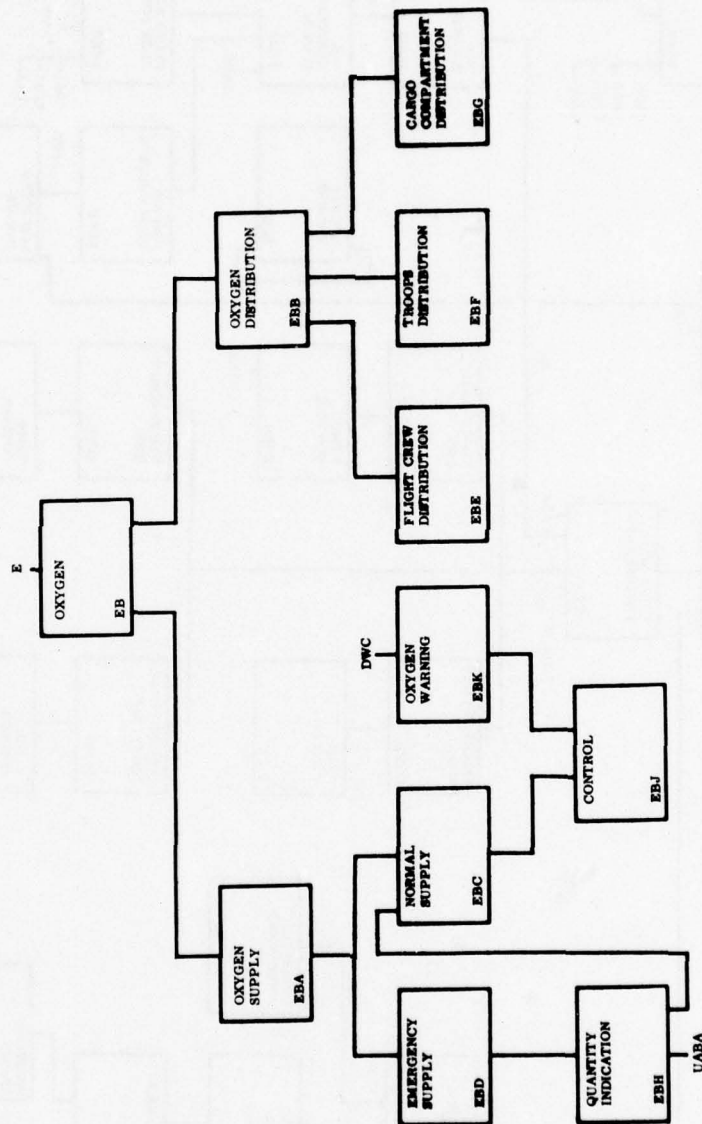 E
OXYGEN
EB
OXYGEN
SUPPLY
EBA
OXYGEN
DISTRIBUTION
EBB
EMERGENCY
SUPPLY
EBD
NORMAL
SUPPLY
EBC
DWC
OXYGEN
WARNING
EBK
FLIGHT CREW
DISTRIBUTION
EBE
TROOPS
DISTRIBUTION
EBF
CARGO
COMPARTMENT
DISTRIBUTION
EBG
QUANTITY
INDICATION
EBH
CONTROL
EBJ
UABA